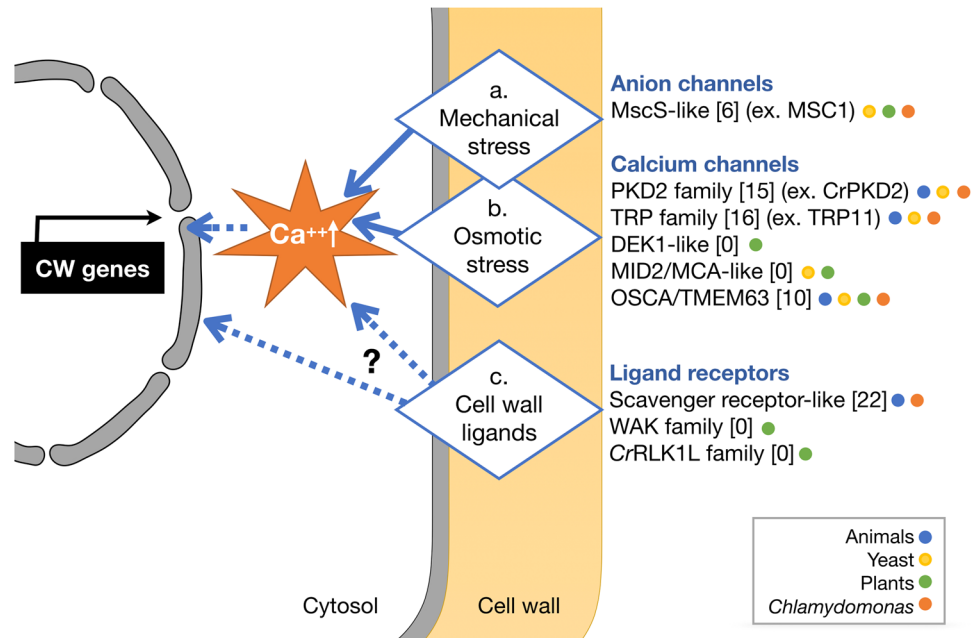 a.
Mechanical
stress
b.
Osmotic
stress
c.
Cell wall
ligands
Ca++↑
CW genes
?
Cytosol
Cell wall
Anion channels
MscS-like [6] (ex. MSC1)
Calcium channels
PKD2 family [15] (ex. CrPKD2)
TRP family [16] (ex. TRP11)
DEK1-like [0]
MID2/MCA-like [0]
OSCA/TMEM63 [10]
Ligand receptors
Scavenger receptor-like [22]
WAK family [0]
CrRLK1L family [0]
Animals
Yeast
Plants
Chlamydomonas